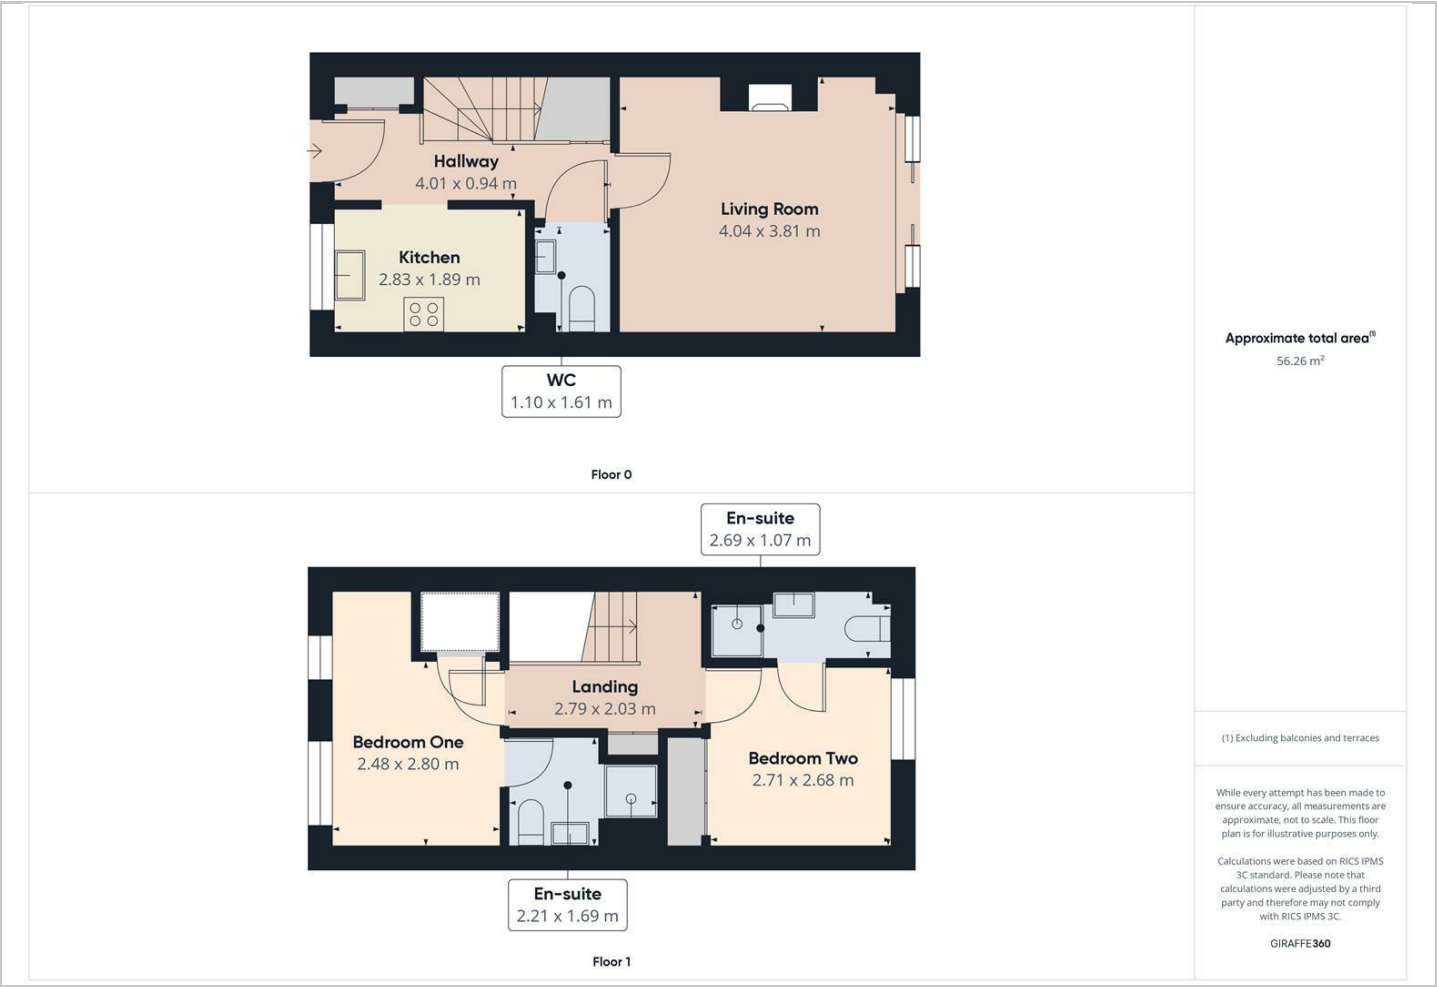 Hallway
4.01 x 0.94 m
Living Room
4.04 x 3.81 m
Kitchen
2.83 x 1.89 m
WC
1.10 x 1.61 m
Floor 0
En-suite
2.69 x 1.07 m
Landing
2.79 x 2.03 m
Bedroom One
2.48 x 2.80 m
Bedroom Two
2.71 x 2.68 m
En-suite
2.21 x 1.69 m
Floor 1
Approximate total area(1)
56.26 m²
(1) Excluding balconies and terraces
While every attempt has been made to
ensure accuracy, all measurements are
approximate, not to scale. This floor
plan is for illustrative purposes only.
Calculations were based on RICS IPMS
3C standard. Please note that
calculations were adjusted by a third
party and therefore may not comply
with RICS IPMS 3C.
GIRAFFE360